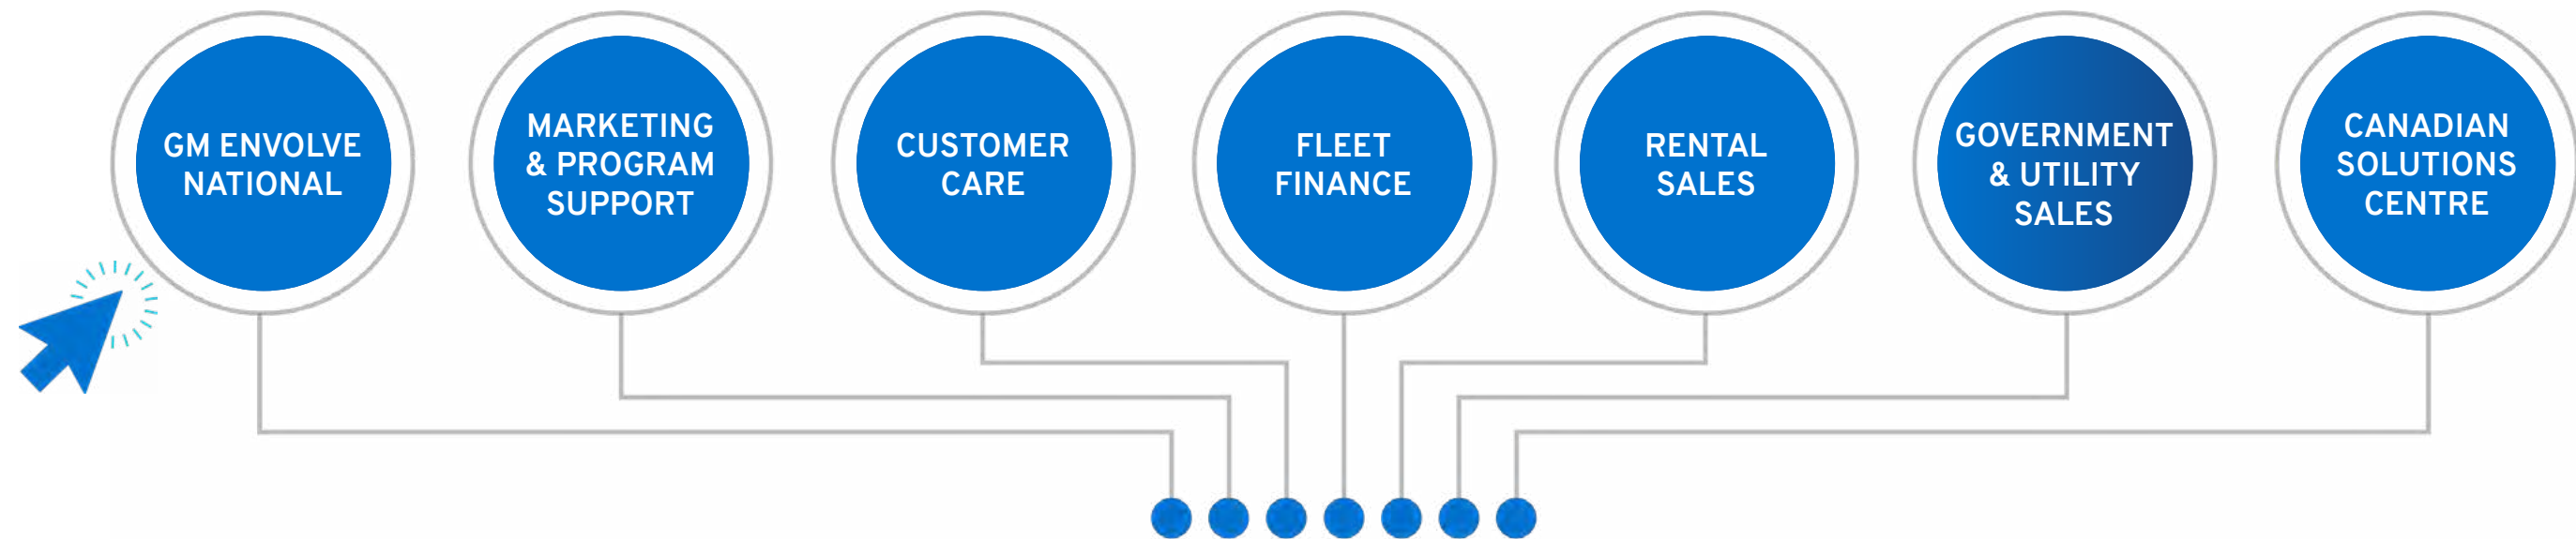 GM ENVOLVE
NATIONAL
MARKETING
& PROGRAM
SUPPORT
CUSTOMER
CARE
FLEET
FINANCE
RENTAL
SALES
GOVERNMENT
& UTILITY
SALES
CANADIAN
SOLUTIONS
CENTRE